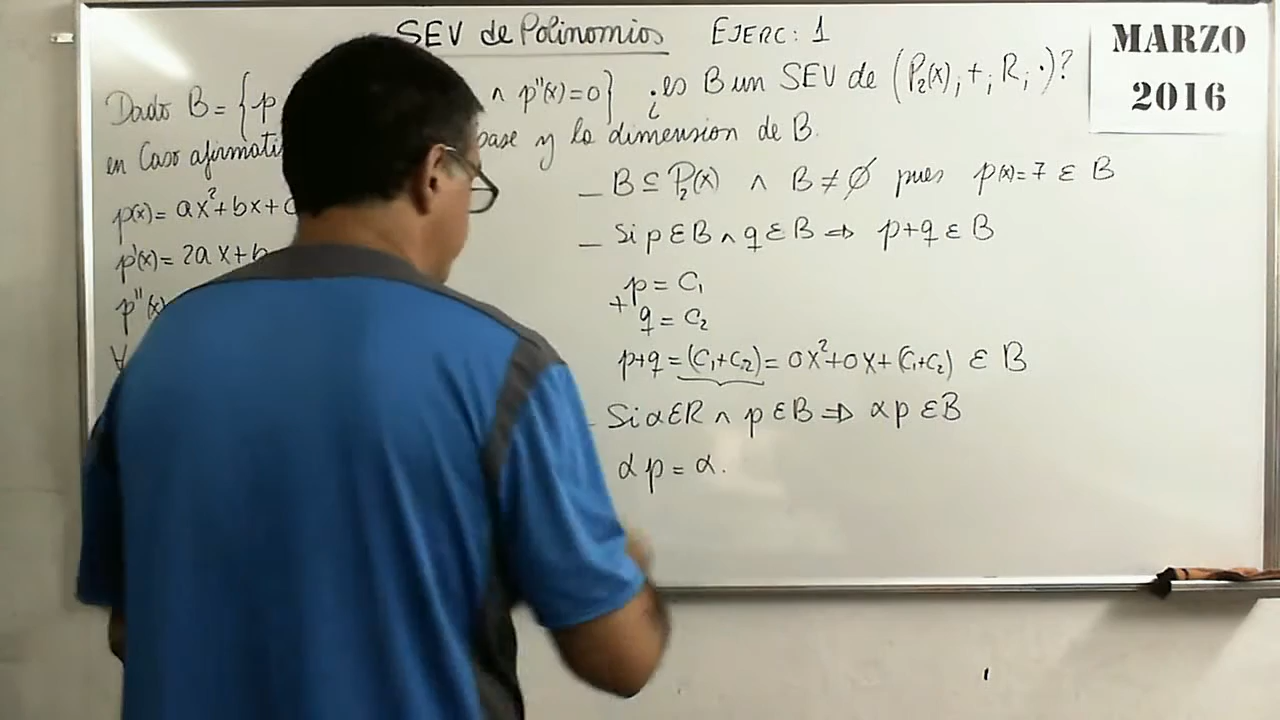 SEV de Polinomios EJERC: 1
MARZO
2016
Dado B = {p ∧ p''(x)=0} ¿es B un SEV de (P₂(x), +, R, ·)?
en Caso afirmati base y la dimension de B.
p(x) = ax²+bx+c
p'(x) = 2ax+b
p''(x)
∀
_ B ⊆ P₂(x) ∧ B ≠ Ø pues p(x)=7 ∈ B
_ Si p ∈ B ∧ q ∈ B ⇒ p+q ∈ B
p = C₁
+ q = C₂
p+q = (C₁+C₂) = 0x²+0x+(C₁+C₂) ∈ B
- Si α ∈ R ∧ p ∈ B ⇒ αp ∈ B
αp = α.